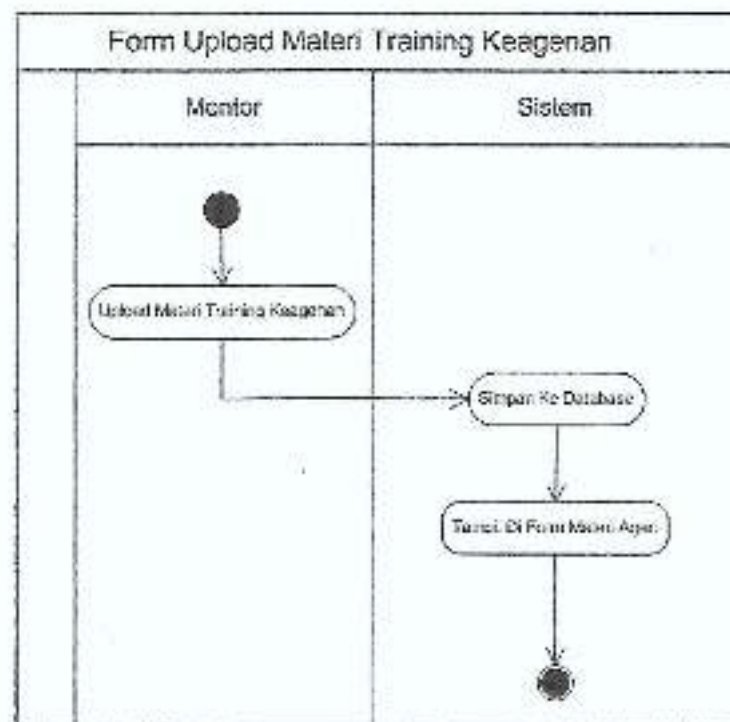 Form Upload Materi Training Keagenan
Mentor
Sistem
Upload Materi Training Keagenan
Simpan Ke Database
Tampil Di Form Materi Agen